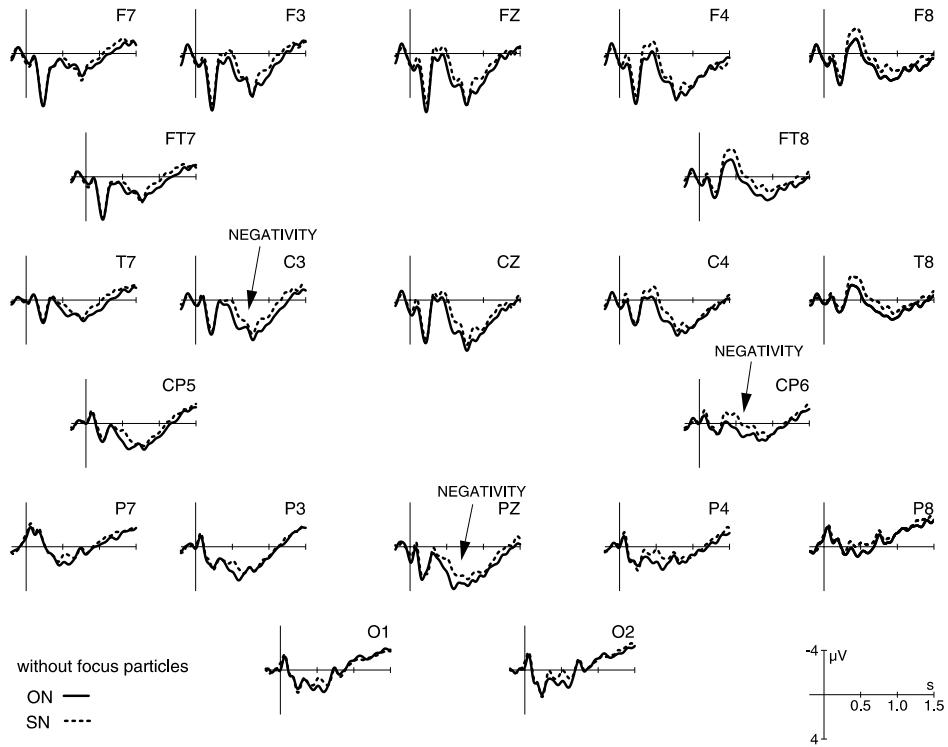 F7 F3 FZ F4 F8
FT7 FT8
NEGATIVITY
T7 C3 CZ C4 T8
NEGATIVITY
CP5 CP6
NEGATIVITY
P7 P3 PZ P4 P8
O1 O2
without focus particles
ON
SN
-4 µV
s
0.5 1.0 1.5
4